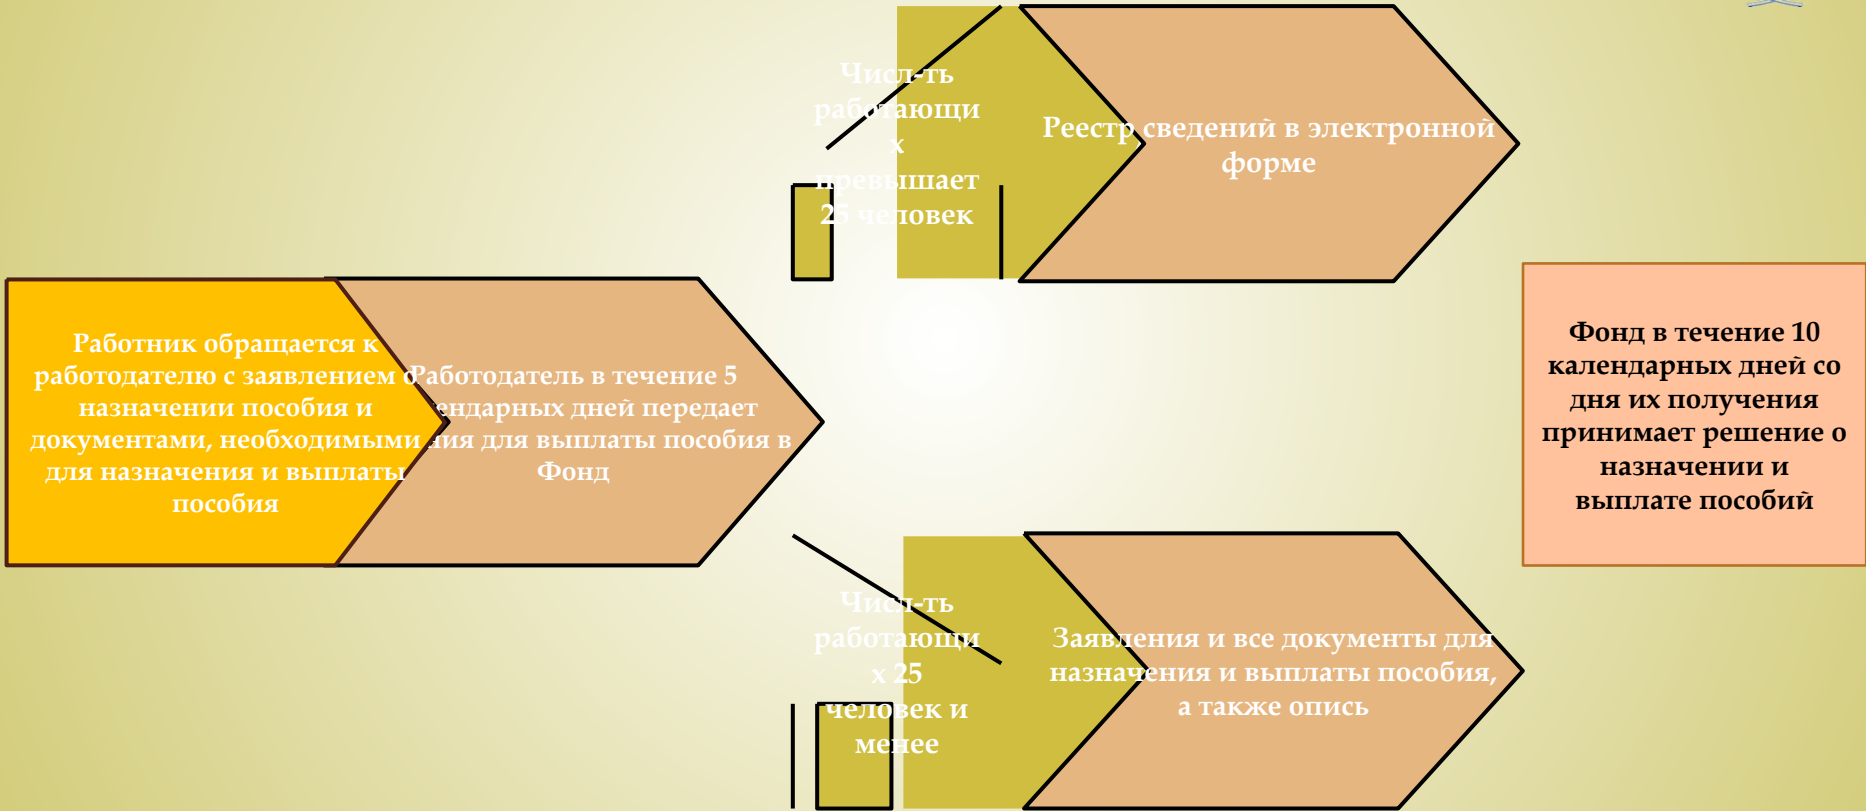 Работник обращается к
работодателю с заявлением о
назначении пособия и
документами, необходимыми
для назначения и выплаты
пособия
Работодатель в течение 5
ендарных дней передает
ния для выплаты пособия в
Фонд
Числ-ть
работающи
х
превышает
25 человек
Реестр сведений в электронной
форме
Числ-ть
работающи
х 25
человек и
менее
Заявления и все документы для
назначения и выплаты пособия,
а также опись
Фонд в течение 10
календарных дней со
дня их получения
принимает решение о
назначении и
выплате пособий